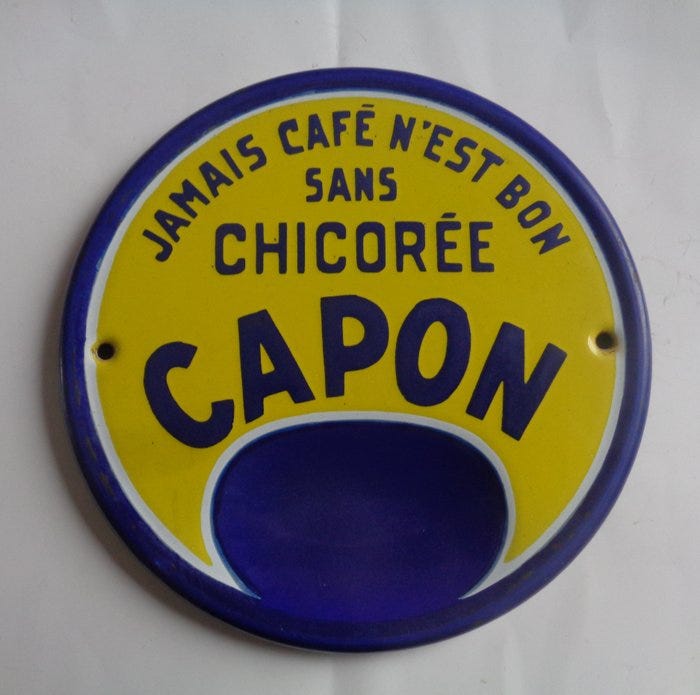 JAMAIS CAFÉ N'EST BON
SANS
CHICORÉE
CAPON